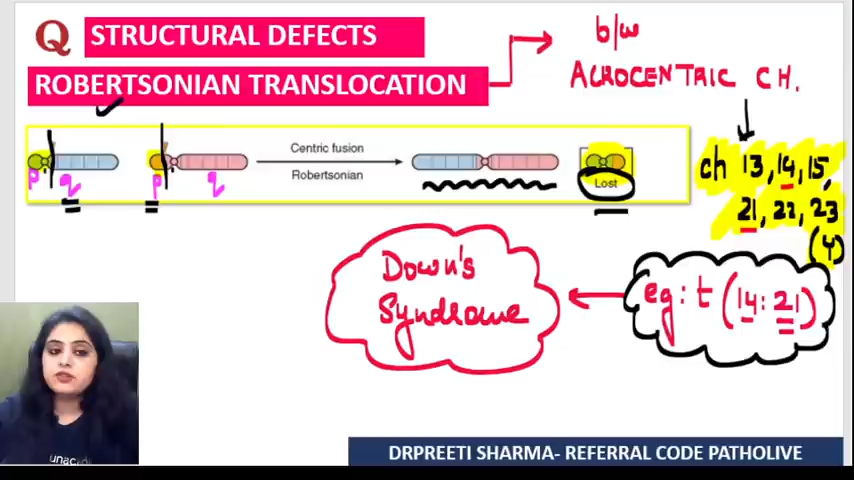 Q STRUCTURAL DEFECTS
ROBERTSONIAN TRANSLOCATION
b/w
ACROCENTRIC CH.
Centric fusion
Robertsonian
Lost
p q
p q
ch 13, 14, 15,
21, 22, 23
(Y)
Down's
Syndrome
eg: t (14:21)
unac
DRPREETI SHARMA- REFERRAL CODE PATHOLIVE